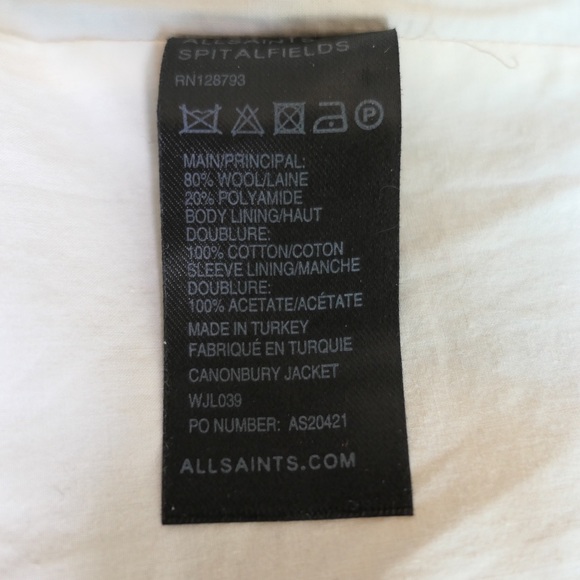 ALLSAINTS
SPITALFIELDS
RN128793
P
MAIN/PRINCIPAL:
80% WOOL/LAINE
20% POLYAMIDE
BODY LINING/HAUT
DOUBLURE:
100% COTTON/COTON
SLEEVE LINING/MANCHE
DOUBLURE:
100% ACETATE/ACÉTATE
MADE IN TURKEY
FABRIQUÉ EN TURQUIE
CANONBURY JACKET
WJL039
PO NUMBER: AS20421
ALLSAINTS.COM